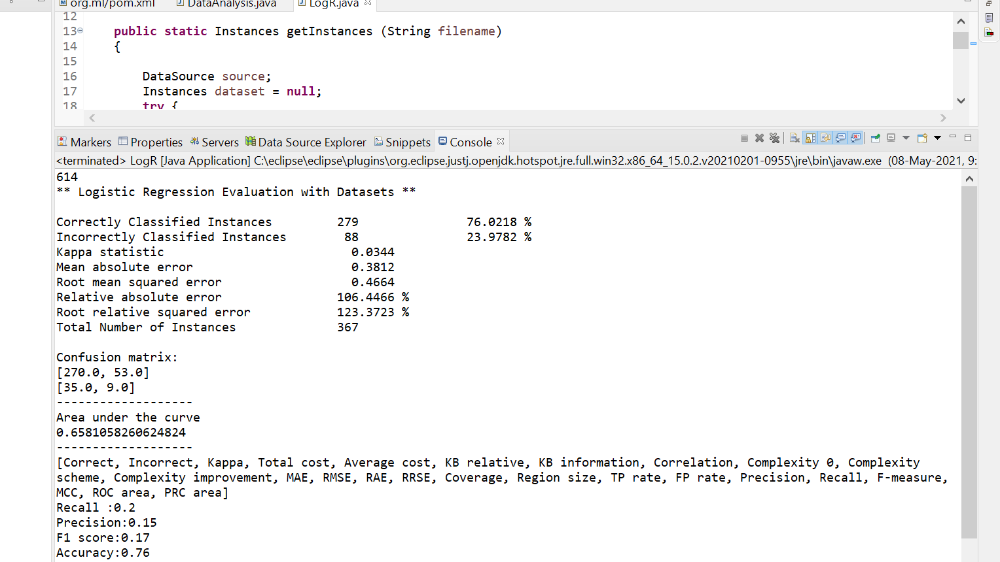 org.ml/pom.xml DataAnalysis.java LogR.java
12
13 public static Instances getInstances (String filename)
14 {
15
16 DataSource source;
17 Instances dataset = null;
18 try {
Markers Properties Servers Data Source Explorer Snippets Console
<terminated> LogR [Java Application] C:\eclipse\eclipse\plugins\org.eclipse.justj.openjdk.hotspot.jre.full.win32.x86_64_15.0.2.v20210201-0955\jre\bin\javaw.exe (08-May-2021, 9:
614
** Logistic Regression Evaluation with Datasets **
Correctly Classified Instances 279 76.0218 %
Incorrectly Classified Instances 88 23.9782 %
Kappa statistic 0.0344
Mean absolute error 0.3812
Root mean squared error 0.4664
Relative absolute error 106.4466 %
Root relative squared error 123.3723 %
Total Number of Instances 367
Confusion matrix:
[270.0, 53.0]
[35.0, 9.0]
-------------------
Area under the curve
0.6581058260624824
-------------------
[Correct, Incorrect, Kappa, Total cost, Average cost, KB relative, KB information, Correlation, Complexity 0, Complexity
scheme, Complexity improvement, MAE, RMSE, RAE, RRSE, Coverage, Region size, TP rate, FP rate, Precision, Recall, F-measure,
MCC, ROC area, PRC area]
Recall :0.2
Precision:0.15
F1 score:0.17
Accuracy:0.76